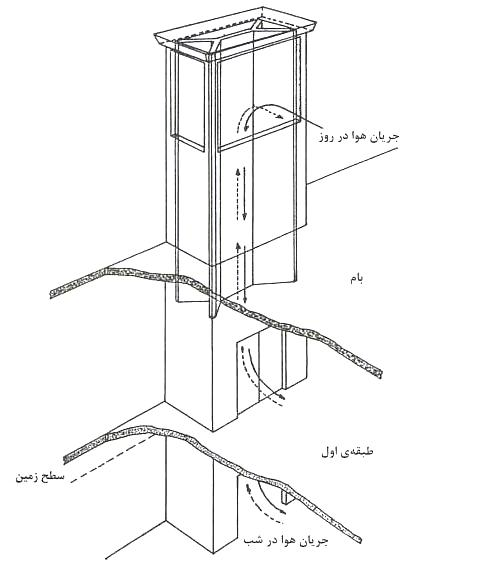 جریان هوا در روز
بام
طبقه‌ی اول
سطح زمین
جریان هوا در شب